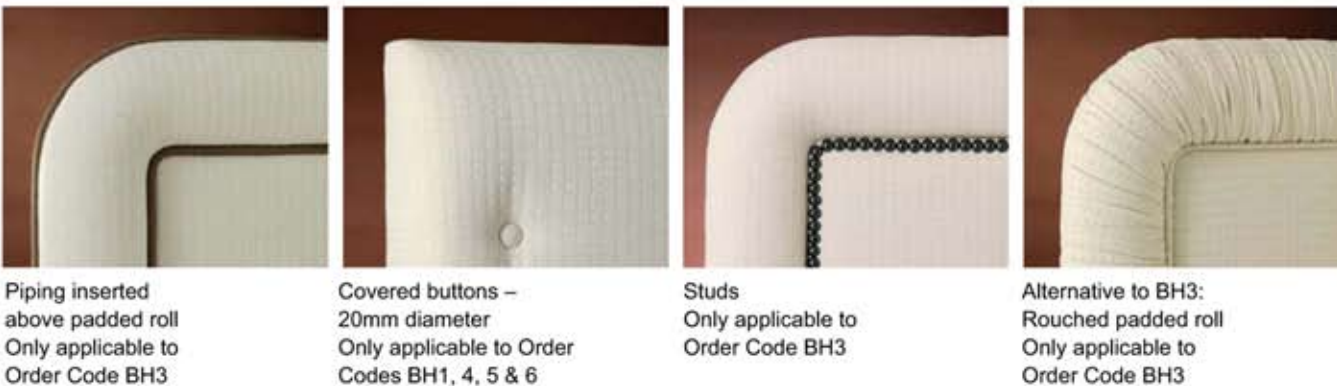 Piping inserted
above padded roll
Only applicable to
Order Code BH3
Covered buttons –
20mm diameter
Only applicable to Order
Codes BH1, 4, 5 & 6
Studs
Only applicable to
Order Code BH3
Alternative to BH3:
Rouched padded roll
Only applicable to
Order Code BH3